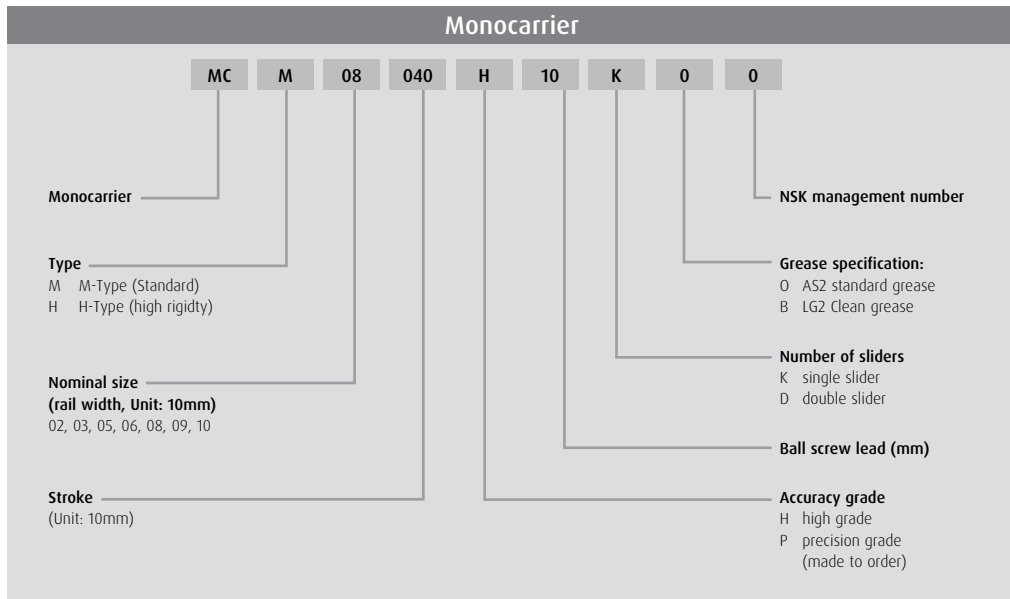 Monocarrier
MC M 08 040 H 10 K 0 0
Monocarrier
Type
M M-Type (Standard)
H H-Type (high rigidty)
Nominal size
(rail width, Unit: 10mm)
02, 03, 05, 06, 08, 09, 10
Stroke
(Unit: 10mm)
NSK management number
Grease specification:
O AS2 standard grease
B LG2 Clean grease
Number of sliders
K single slider
D double slider
Ball screw lead (mm)
Accuracy grade
H high grade
P precision grade
(made to order)